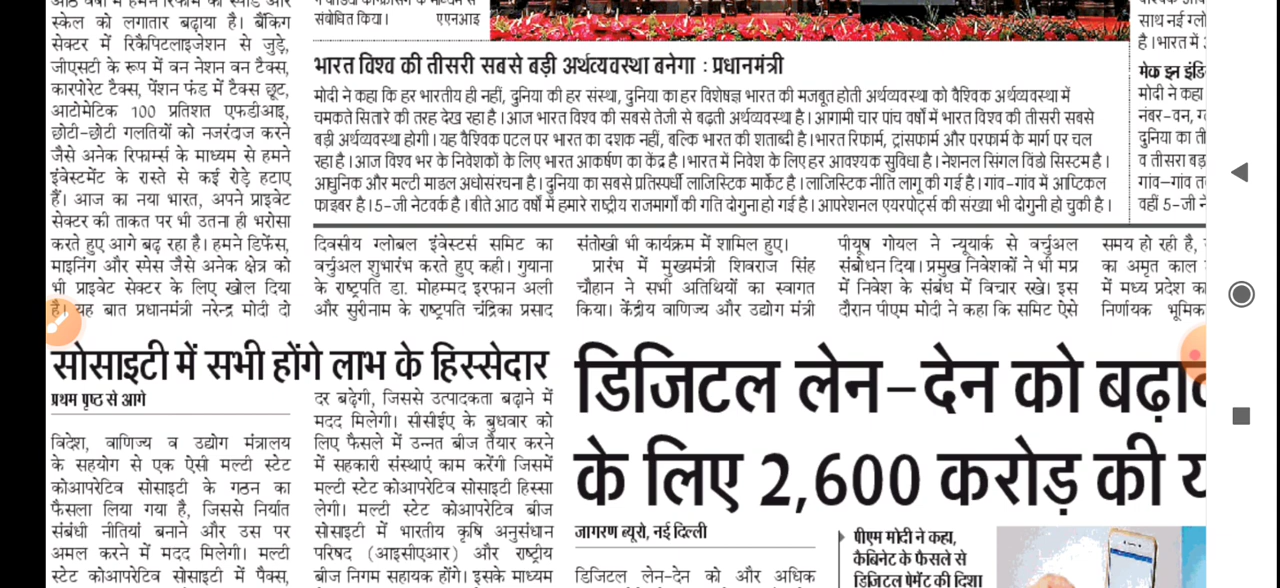 स्केल को लगातार बढ़ाया है। बैंकिंग
सेक्टर में रिकैपिटलाइजेशन से जुड़े,
जीएसटी के रूप में वन नेशन वन टैक्स,
कारपोरेट टैक्स, पेंशन फंड में टैक्स छूट,
आटोमेटिक 100 प्रतिशत एफडीआइ,
छोटी-छोटी गलतियों को नजरंदाज करने
जैसे अनेक रिफार्म्स के माध्यम से हमने
इंवेस्टमेंट के रास्ते से कई रोड़े हटाए
हैं। आज का नया भारत, अपने प्राइवेट
सेक्टर की ताकत पर भी उतना ही भरोसा
करते हुए आगे बढ़ रहा है। हमने डिफेंस,
माइनिंग और स्पेस जैसे अनेक क्षेत्र को
भी प्राइवेट सेक्टर के लिए खोल दिया
है। यह बात प्रधानमंत्री नरेन्द्र मोदी दो
संबोधित किया। एएनआइ
भारत विश्व की तीसरी सबसे बड़ी अर्थव्यवस्था बनेगा : प्रधानमंत्री
मोदी ने कहा कि हर भारतीय ही नहीं, दुनिया की हर संस्था, दुनिया का हर विशेषज्ञ भारत की मजबूत होती अर्थव्यवस्था को वैश्विक अर्थव्यवस्था में
चमकते सितारे की तरह देख रहा है। आज भारत विश्व की सबसे तेजी से बढ़ती अर्थव्यवस्था है। आगामी चार पांच वर्षों में भारत विश्व की तीसरी सबसे
बड़ी अर्थव्यवस्था होगी। यह वैश्विक पटल पर भारत का दशक नहीं, बल्कि भारत की शताब्दी है। भारत रिफार्म, ट्रांसफार्म और परफार्म के मार्ग पर चल
रहा है। आज विश्व भर के निवेशकों के लिए भारत आकर्षण का केंद्र है। भारत में निवेश के लिए हर आवश्यक सुविधा है। नेशनल सिंगल विंडो सिस्टम है।
आधुनिक और मल्टी माडल अधोसंरचना है। दुनिया का सबसे प्रतिस्पर्धी लाजिस्टिक मार्केट है। लाजिस्टिक नीति लागू की गई है। गांव-गांव में आप्टिकल
फाइबर है। 5-जी नेटवर्क है। बीते आठ वर्षों में हमारे राष्ट्रीय राजमार्गों की गति दोगुना हो गई है। आपरेशनल एयरपोर्ट्स की संख्या भी दोगुनी हो चुकी है।
दिवसीय ग्लोबल इंवेस्टर्स समिट का
वर्चुअल शुभारंभ करते हुए कही। गुयाना
के राष्ट्रपति डा. मोहम्मद इरफान अली
और सुरीनाम के राष्ट्रपति चंद्रिका प्रसाद
संतोखी भी कार्यक्रम में शामिल हुए।
प्रारंभ में मुख्यमंत्री शिवराज सिंह
चौहान ने सभी अतिथियों का स्वागत
किया। केंद्रीय वाणिज्य और उद्योग मंत्री
पीयूष गोयल ने न्यूयार्क से वर्चुअल
संबोधन दिया। प्रमुख निवेशकों ने भी मप्र
में निवेश के संबंध में विचार रखे। इस
दौरान पीएम मोदी ने कहा कि समिट ऐसे
समय हो रही है,
का अमृत काल
में मध्य प्रदेश का
निर्णायक
साथ नई
है। भारत में
मेक इन
मोदी ने कहा
नंबर-वन,
दुनिया का
व तीसरा बड़
गांव-गांव
वहीं 5-जी
सोसाइटी में सभी होंगे लाभ के हिस्सेदार
प्रथम पृष्ठ से आगे
विदेश, वाणिज्य व उद्योग मंत्रालय
के सहयोग से एक ऐसी मल्टी स्टेट
कोआपरेटिव सोसाइटी के गठन का
फैसला लिया गया है, जिससे निर्यात
संबंधी नीतियां बनाने और उस पर
अमल करने में मदद मिलेगी। मल्टी
स्टेट कोआपरेटिव सोसाइटी में पैक्स,
दर बढ़ेगी, जिससे उत्पादकता बढ़ाने में
मदद मिलेगी। सीसीईए के बुधवार को
लिए फैसले में उन्नत बीज तैयार करने
में सहकारी संस्थाएं काम करेंगी जिसमें
मल्टी स्टेट कोआपरेटिव सोसाइटी हिस्सा
लेगी। मल्टी स्टेट कोआपरेटिव बीज
सोसाइटी में भारतीय कृषि अनुसंधान
परिषद (आइसीएआर) और राष्ट्रीय
बीज निगम सहायक होंगे। इसके माध्यम
डिजिटल लेन-देन को
के लिए 2,600 करोड़ की
जागरण ब्यूरो, नई दिल्ली
डिजिटल लेन-देन को और अधिक
पीएम मोदी ने कहा,
कैबिनेट के फैसले से
डिजिटल पेमेंट की दिशा